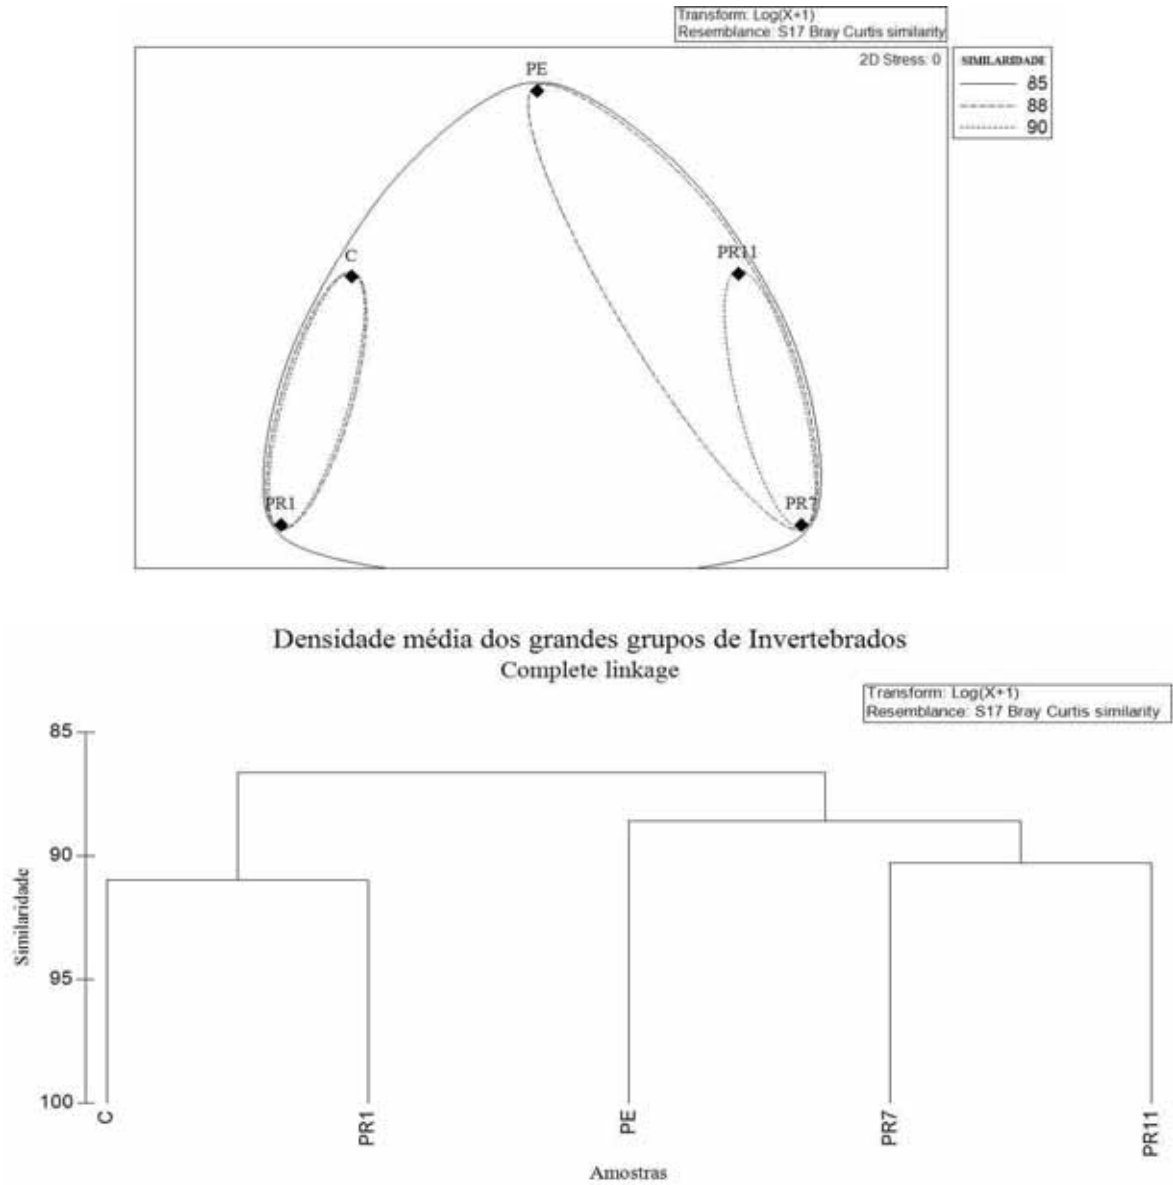 Transform: Log(X+1)
Resemblance: S17 Bray Curtis similarity
2D Stress: 0
SIMILARIDADE
85
88
90
PE
C
PR11
PR1
PR7
Densidade média dos grandes grupos de Invertebrados
Complete linkage
Transform: Log(X+1)
Resemblance: S17 Bray Curtis similarity
85
90
95
100
Similaridade
C
PR1
PE
PR7
PR11
Amostras